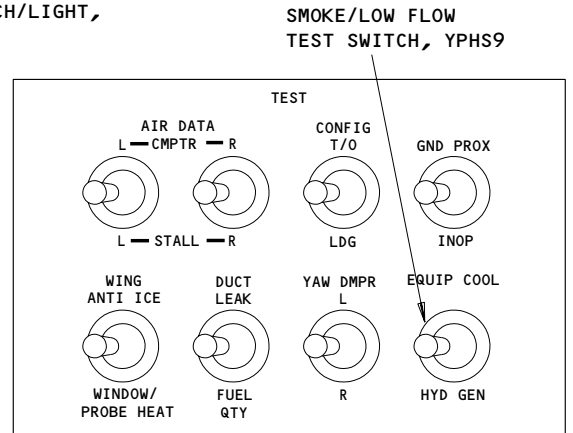 CH/LIGHT,
SMOKE/LOW FLOW
TEST SWITCH, YPHS9
TEST
AIR DATA
L — CMPTR — R
CONFIG
T/O
GND PROX
L — STALL — R
LDG
INOP
WING
ANTI ICE
DUCT
LEAK
YAW DMPR
L
EQUIP COOL
WINDOW/
PROBE HEAT
FUEL
QTY
R
HYD GEN